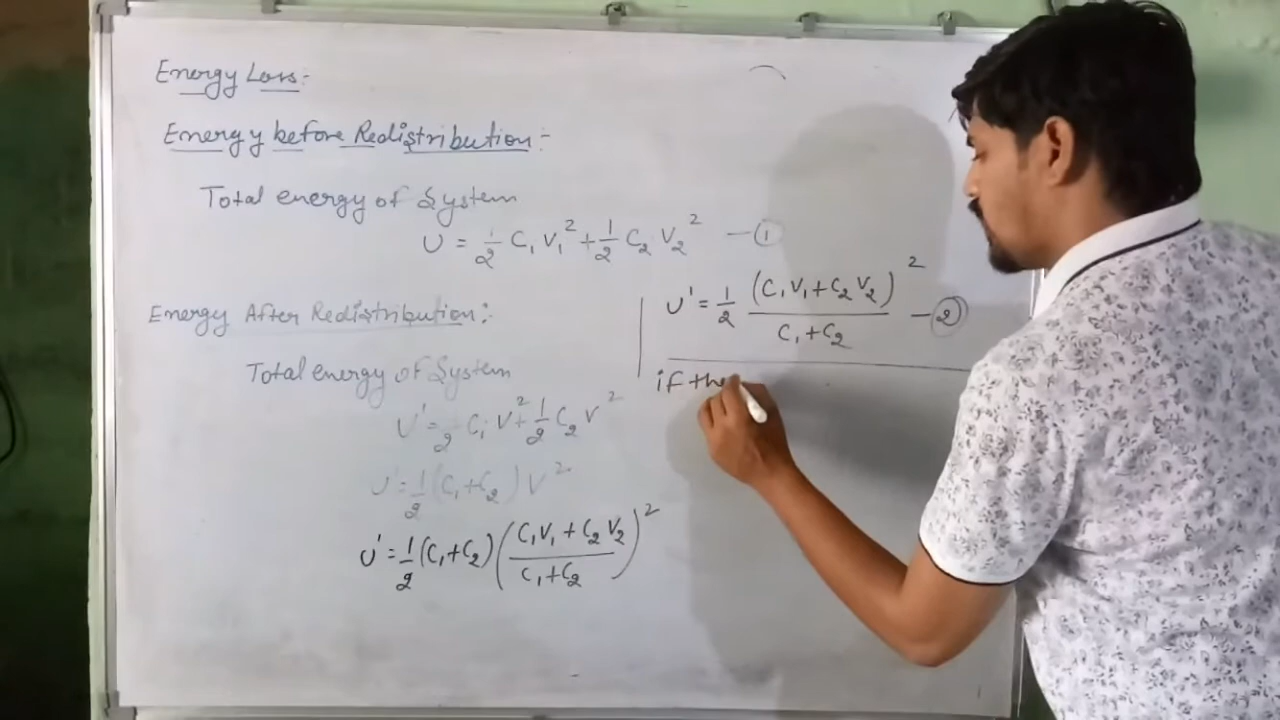 Energy Loss:-
Energy before Redistribution:-
Total energy of System
U = 1/2 C₁ V₁² + 1/2 C₂ V₂² — ①
Energy After Redistribution:-
Total energy of System
U' = 1/2 C₁ V² + 1/2 C₂ V²
U' = 1/2 (C₁+C₂) V²
U' = 1/2 (C₁+C₂) ((C₁V₁ + C₂V₂)/(C₁+C₂))²
U' = 1/2 (C₁V₁+C₂V₂)²/(C₁+C₂) — ②
if the